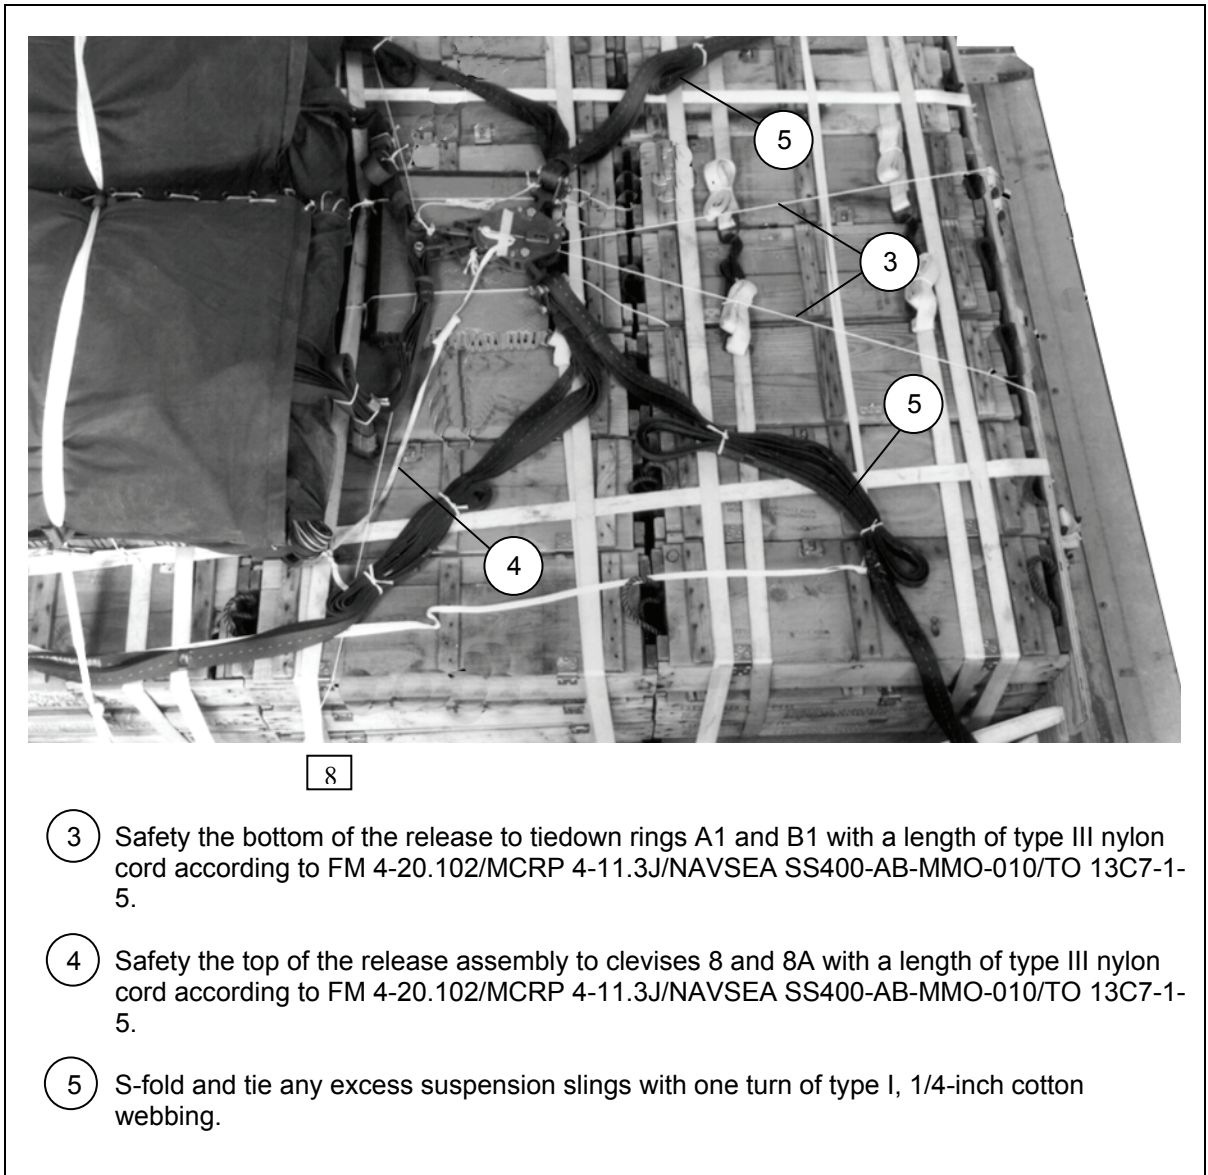 5
3
5
4
8
3 Safety the bottom of the release to tiedown rings A1 and B1 with a length of type III nylon
cord according to FM 4-20.102/MCRP 4-11.3J/NAVSEA SS400-AB-MMO-010/TO 13C7-1-
5.
4 Safety the top of the release assembly to clevises 8 and 8A with a length of type III nylon
cord according to FM 4-20.102/MCRP 4-11.3J/NAVSEA SS400-AB-MMO-010/TO 13C7-1-
5.
5 S-fold and tie any excess suspension slings with one turn of type I, 1/4-inch cotton
webbing.